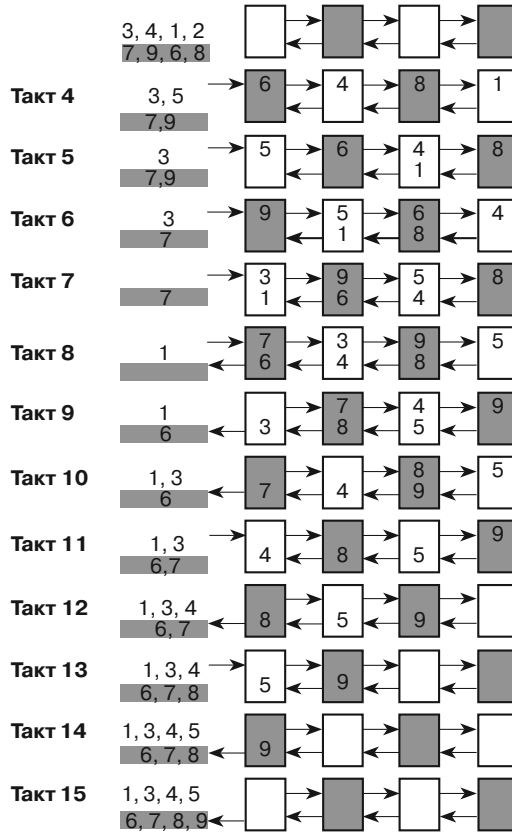 3, 4, 1, 2
7, 9, 6, 8
Такт 4 3, 5 6 4 8 1
7,9
Такт 5 3 5 6 4 8
7,9 1
Такт 6 3 9 5 6 4
7 1 8
Такт 7 3 9 5 8
7 1 6 4
Такт 8 1 7 3 9 5
6 4 8
Такт 9 1 7 4 9
6 3 8 5
Такт 10 1, 3 8 5
6 7 4 9
Такт 11 1, 3 9
6,7 4 8 5
Такт 12 1, 3, 4
6, 7 8 5 9
Такт 13 1, 3, 4
6, 7, 8 5 9
Такт 14 1, 3, 4, 5
6, 7, 8 9
Такт 15 1, 3, 4, 5
6, 7, 8, 9